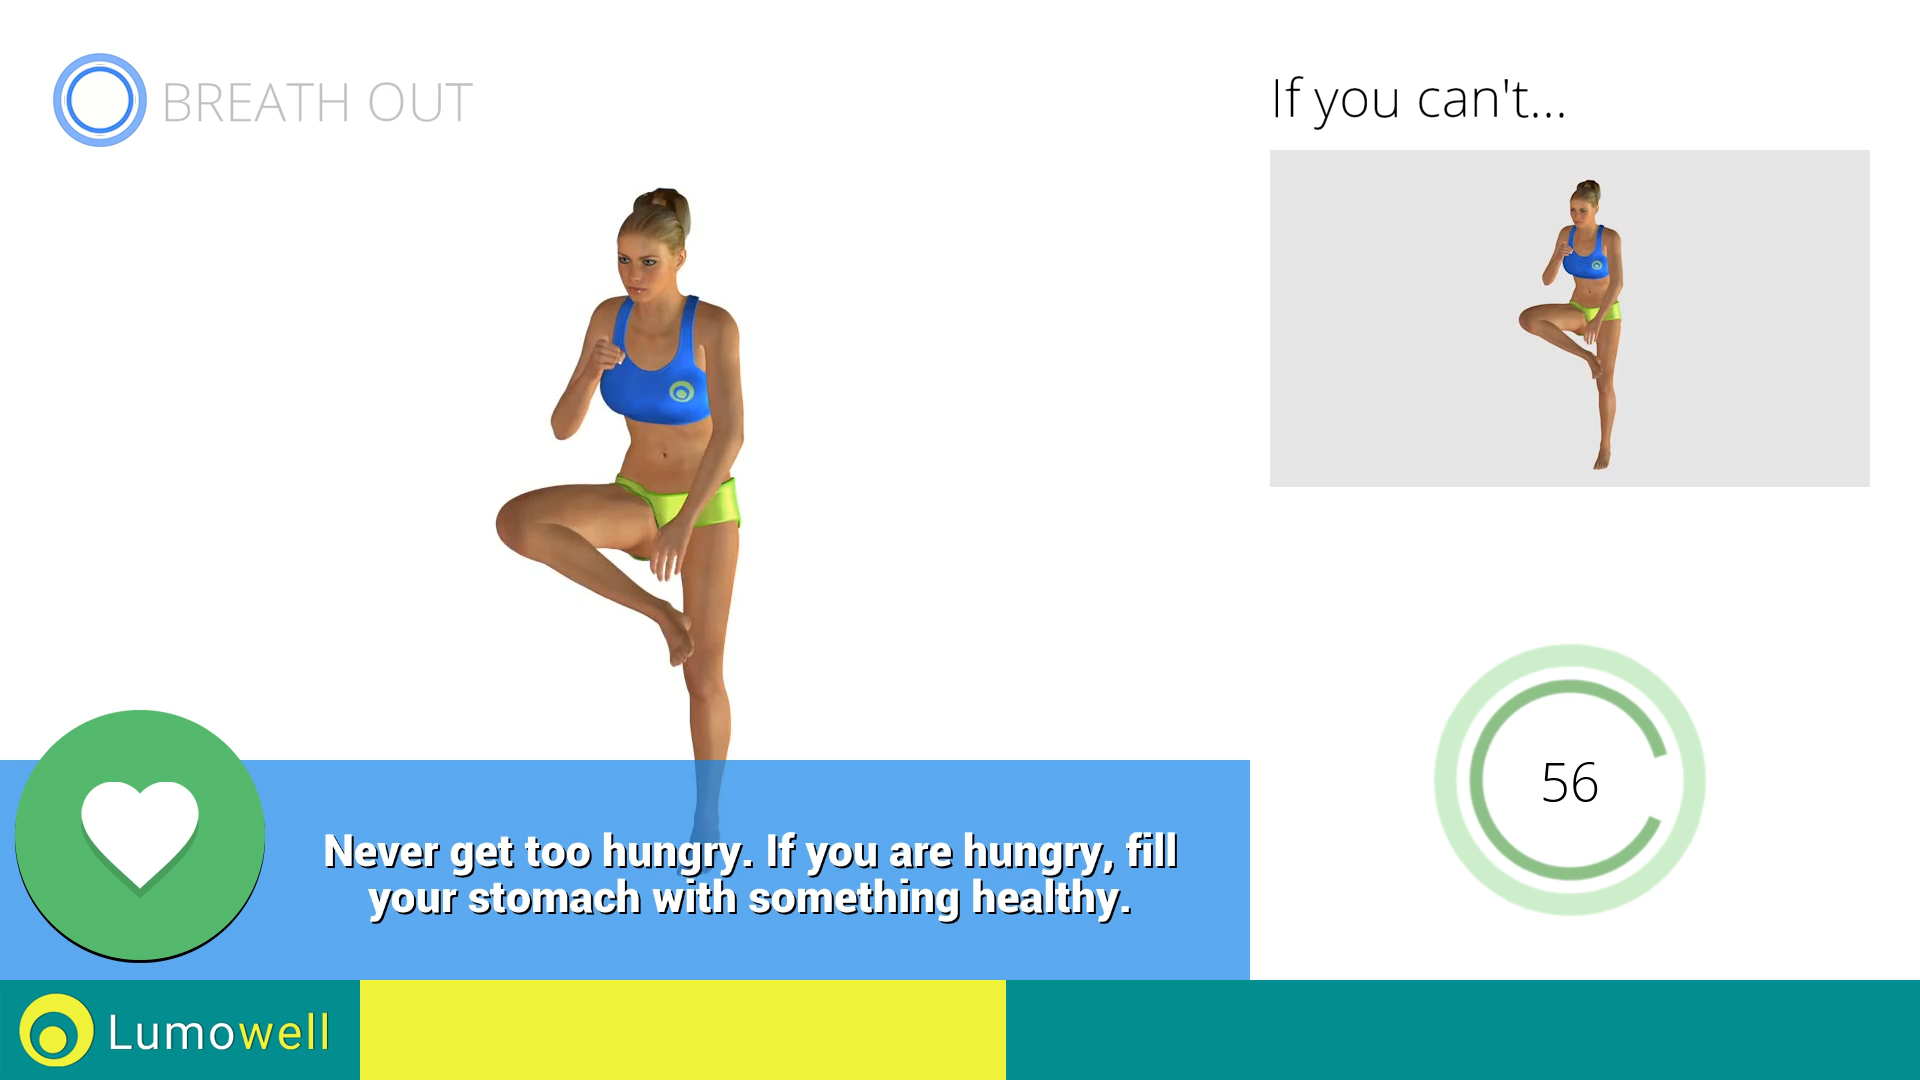 BREATH OUT
If you can't...
56
Never get too hungry. If you are hungry, fill
your stomach with something healthy.
Lumowell